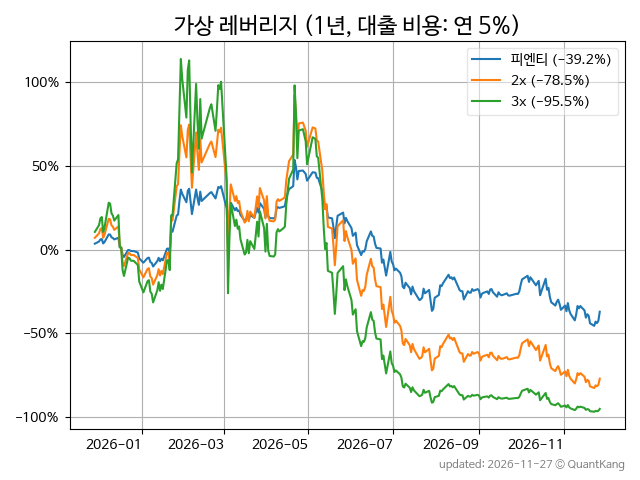 가상 레버리지 (1년, 대출 비용: 연 5%)
피엔티 (−39.2%)
2x (−78.5%)
3x (−95.5%)
100%
50%
0%
−50%
−100%
2026-01 2026-03 2026-05 2026-07 2026-09 2026-11
updated: 2026-11-27 © QuantKang